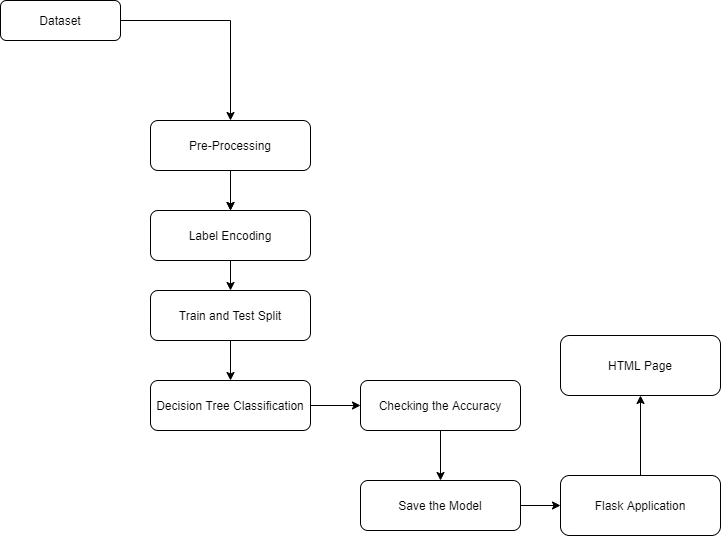 Dataset
Pre-Processing
Label Encoding
Train and Test Split
Decision Tree Classification
Checking the Accuracy
Save the Model
Flask Application
HTML Page